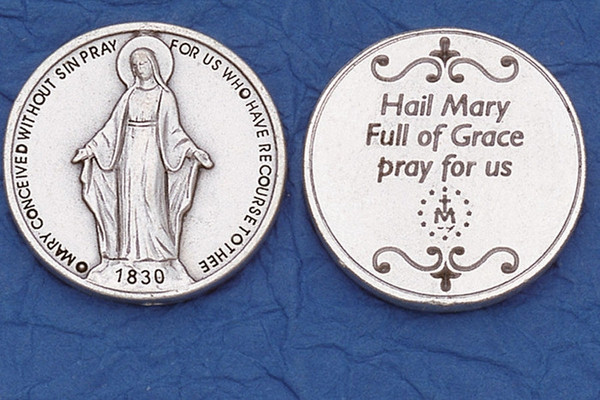 O MARY CONCEIVED WITHOUT SIN PRAY FOR US WHO HAVE RECOURSE TO THEE
1830
Hail Mary
Full of Grace
pray for us
M